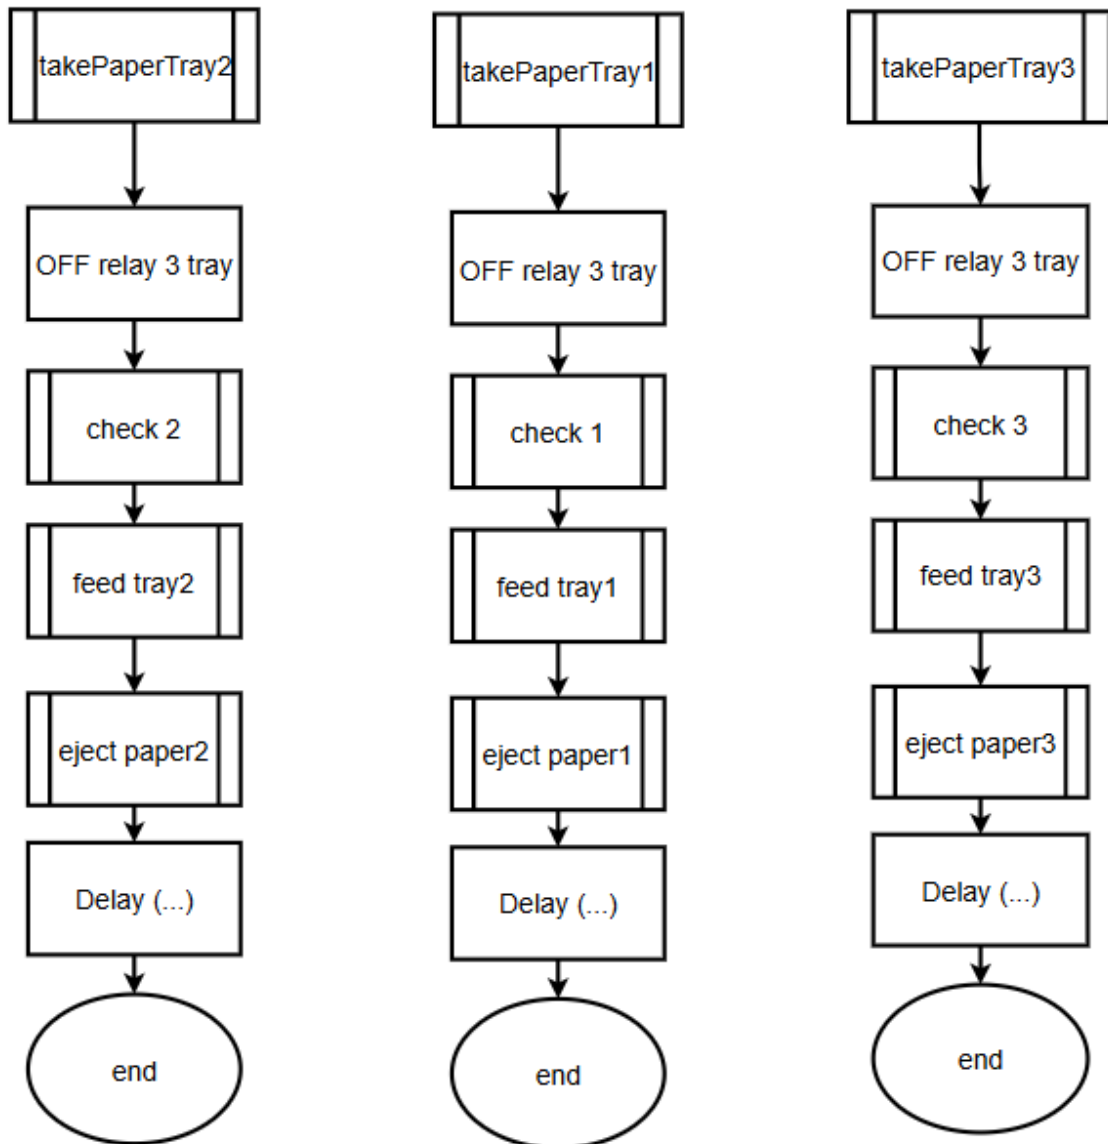 takePaperTray2
OFF relay 3 tray
check 2
feed tray2
eject paper2
Delay (...)
end
takePaperTray1
OFF relay 3 tray
check 1
feed tray1
eject paper1
Delay (...)
end
takePaperTray3
OFF relay 3 tray
check 3
feed tray3
eject paper3
Delay (...)
end